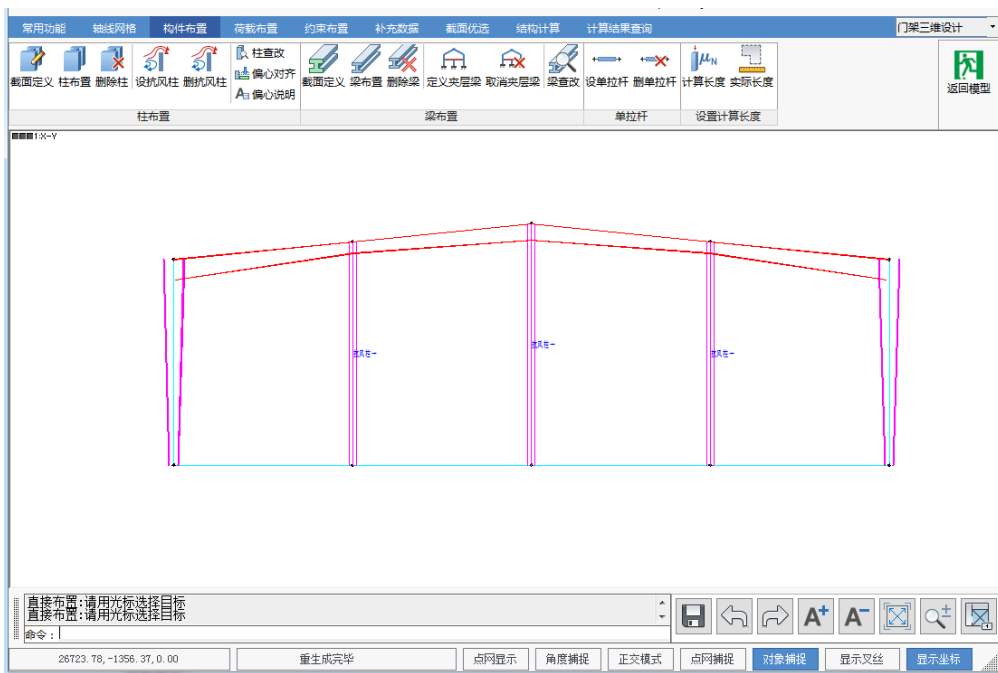 常用功能 轴线网格 构件布置 荷载布置 约束布置 补充数据 截面优选 结构计算 计算结果查询 门架三维设计
柱查改
偏心对齐
A 偏心说明
截面定义 柱布置 删除柱 设抗风柱 删抗风柱 截面定义 梁布置 删除梁 定义夹层梁 取消夹层梁 梁查改 设单拉杆 删单拉杆 计算长度 实际长度
μN
返回模型
柱布置 梁布置 单拉杆 设置计算长度
1:X-Y
抗风柱- 抗风柱- 抗风柱-
直接布置:请用光标选择目标
直接布置:请用光标选择目标
命令:
A+ A-
26723.78,-1356.37,0.00 重生成完毕 点网显示 角度捕捉 正交模式 点网捕捉 对象捕捉 显示叉丝 显示坐标